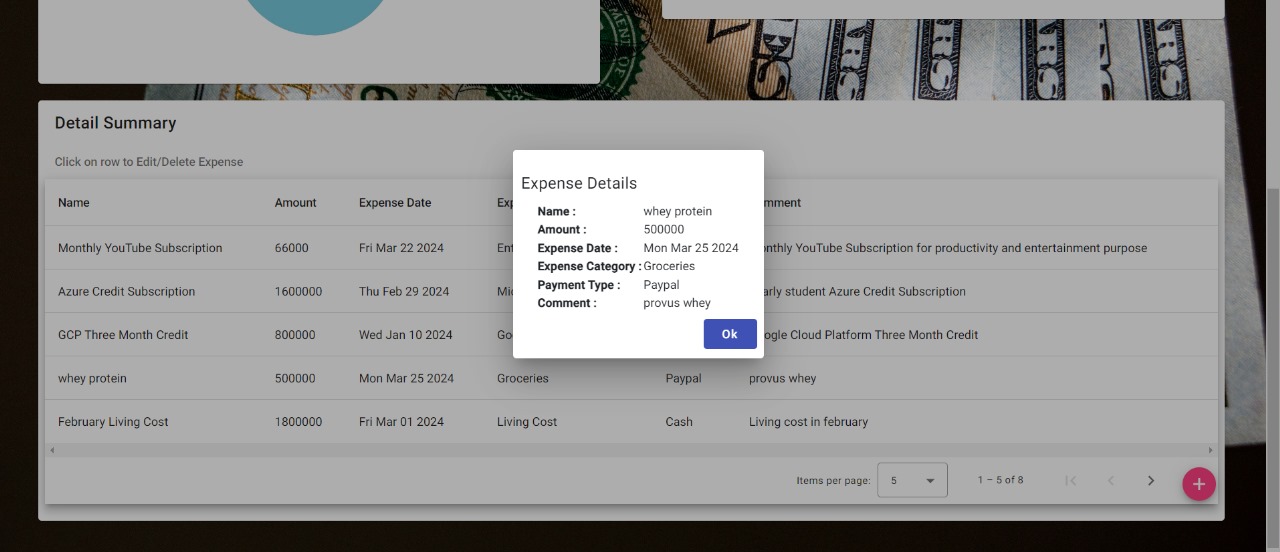 Detail Summary
Click on row to Edit/Delete Expense
Name Amount Expense Date Exp mment
Monthly YouTube Subscription 66000 Fri Mar 22 2024 Ent onthly YouTube Subscription for productivity and entertainment purpose
Azure Credit Subscription 1600000 Thu Feb 29 2024 Mic arly student Azure Credit Subscription
GCP Three Month Credit 800000 Wed Jan 10 2024 Goo ogle Cloud Platform Three Month Credit
whey protein 500000 Mon Mar 25 2024 Groceries Paypal provus whey
February Living Cost 1800000 Fri Mar 01 2024 Living Cost Cash Living cost in february
Items per page: 5 1 – 5 of 8
Expense Details
Name : whey protein
Amount : 500000
Expense Date : Mon Mar 25 2024
Expense Category : Groceries
Payment Type : Paypal
Comment : provus whey
Ok